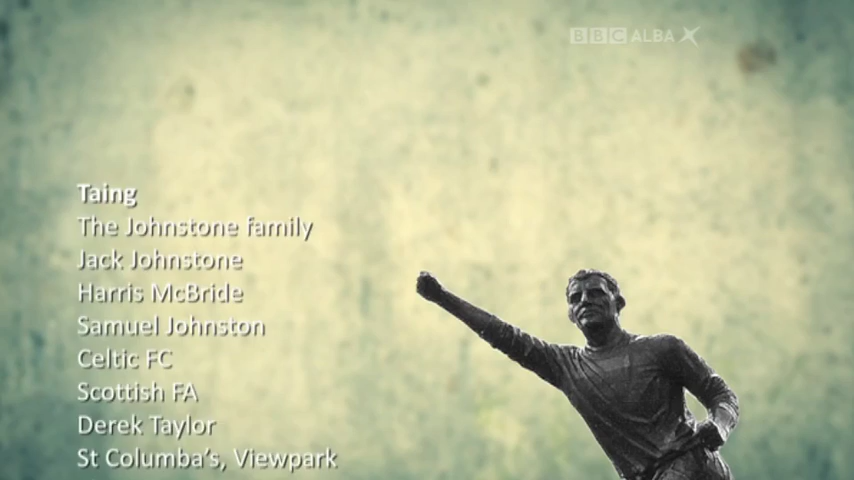 BBC ALBA
Taing
The Johnstone family
Jack Johnstone
Harris McBride
Samuel Johnston
Celtic FC
Scottish FA
Derek Taylor
St Columba's, Viewpark